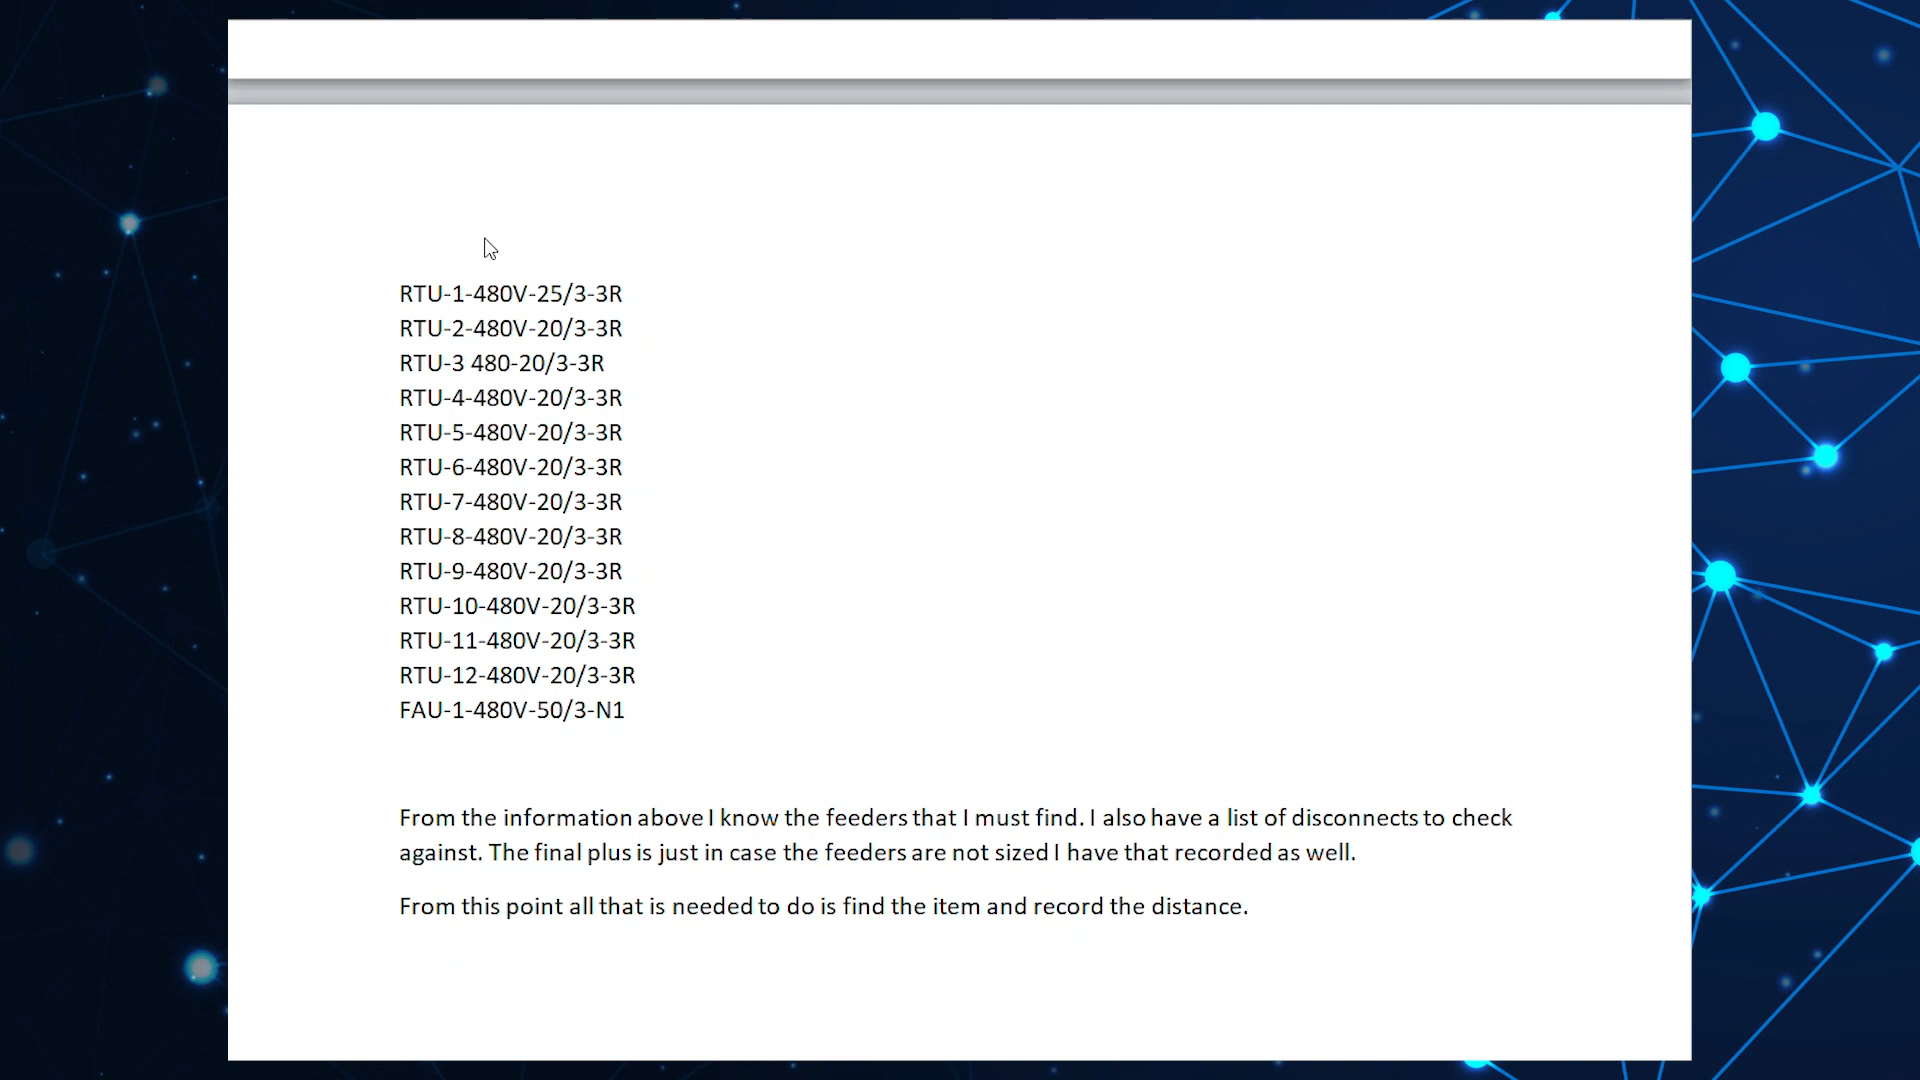 RTU-1-480V-25/3-3R
RTU-2-480V-20/3-3R
RTU-3 480-20/3-3R
RTU-4-480V-20/3-3R
RTU-5-480V-20/3-3R
RTU-6-480V-20/3-3R
RTU-7-480V-20/3-3R
RTU-8-480V-20/3-3R
RTU-9-480V-20/3-3R
RTU-10-480V-20/3-3R
RTU-11-480V-20/3-3R
RTU-12-480V-20/3-3R
FAU-1-480V-50/3-N1
From the information above I know the feeders that I must find. I also have a list of disconnects to check
against. The final plus is just in case the feeders are not sized I have that recorded as well.
From this point all that is needed to do is find the item and record the distance.